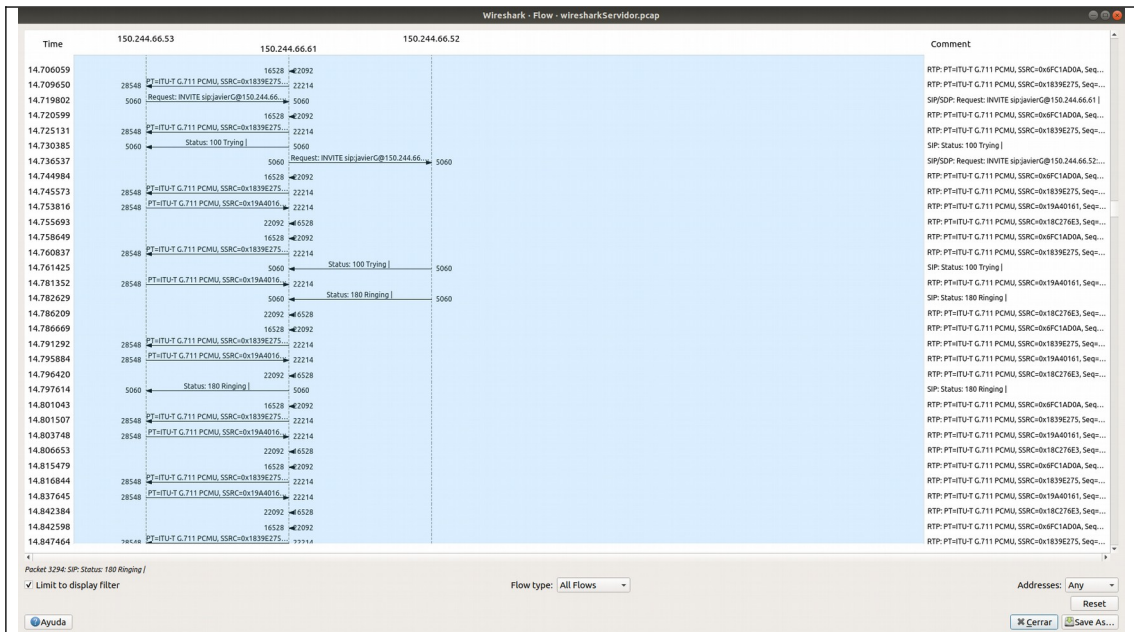 Wireshark · Flow - wiresharkServidor.pcap
Time 150.244.66.53 150.244.66.61 150.244.66.52 Comment
14.706059 16528 22092 RTP: PT=ITU-T G.711 PCMU, SSRC=0x6FC1AD0A, Seq...
14.709650 28548 PT=ITU-T G.711 PCMU, SSRC=0x1839E275... 22214 RTP: PT=ITU-T G.711 PCMU, SSRC=0x1839E275, Seq=...
14.719802 5060 Request: INVITE sip:javierG@150.244.66... 5060 SIP/SDP: Request: INVITE sip:javierG@150.244.66.61 |
14.720599 16528 22092 RTP: PT=ITU-T G.711 PCMU, SSRC=0x6FC1AD0A, Seq...
14.725131 28548 PT=ITU-T G.711 PCMU, SSRC=0x1839E275... 22214 RTP: PT=ITU-T G.711 PCMU, SSRC=0x1839E275, Seq=...
14.730385 5060 Status: 100 Trying | 5060 SIP: Status: 100 Trying |
14.736537 5060 Request: INVITE sip:javierG@150.244.66... 5060 SIP/SDP: Request: INVITE sip:javierG@150.244.66.52:...
14.744984 16528 22092 RTP: PT=ITU-T G.711 PCMU, SSRC=0x6FC1AD0A, Seq...
14.745573 28548 PT=ITU-T G.711 PCMU, SSRC=0x1839E275... 22214 RTP: PT=ITU-T G.711 PCMU, SSRC=0x1839E275, Seq=...
14.753816 28548 PT=ITU-T G.711 PCMU, SSRC=0x19A4016... 22214 RTP: PT=ITU-T G.711 PCMU, SSRC=0x19A40161, Seq=...
14.755693 22092 16528 RTP: PT=ITU-T G.711 PCMU, SSRC=0x18C276E3, Seq=...
14.758649 16528 22092 RTP: PT=ITU-T G.711 PCMU, SSRC=0x6FC1AD0A, Seq...
14.760837 28548 PT=ITU-T G.711 PCMU, SSRC=0x1839E275... 22214 RTP: PT=ITU-T G.711 PCMU, SSRC=0x1839E275, Seq=...
14.761425 5060 Status: 100 Trying | 5060 SIP: Status: 100 Trying |
14.781352 28548 PT=ITU-T G.711 PCMU, SSRC=0x19A4016... 22214 RTP: PT=ITU-T G.711 PCMU, SSRC=0x19A40161, Seq=...
14.782629 5060 Status: 180 Ringing | 5060 SIP: Status: 180 Ringing |
14.786209 22092 16528 RTP: PT=ITU-T G.711 PCMU, SSRC=0x18C276E3, Seq=...
14.786669 16528 22092 RTP: PT=ITU-T G.711 PCMU, SSRC=0x6FC1AD0A, Seq...
14.791292 28548 PT=ITU-T G.711 PCMU, SSRC=0x1839E275... 22214 RTP: PT=ITU-T G.711 PCMU, SSRC=0x1839E275, Seq=...
14.795884 28548 PT=ITU-T G.711 PCMU, SSRC=0x19A4016... 22214 RTP: PT=ITU-T G.711 PCMU, SSRC=0x19A40161, Seq=...
14.796420 22092 16528 RTP: PT=ITU-T G.711 PCMU, SSRC=0x18C276E3, Seq=...
14.797614 5060 Status: 180 Ringing | 5060 SIP: Status: 180 Ringing |
14.801043 16528 22092 RTP: PT=ITU-T G.711 PCMU, SSRC=0x6FC1AD0A, Seq...
14.801507 28548 PT=ITU-T G.711 PCMU, SSRC=0x1839E275... 22214 RTP: PT=ITU-T G.711 PCMU, SSRC=0x1839E275, Seq=...
14.803748 28548 PT=ITU-T G.711 PCMU, SSRC=0x19A4016... 22214 RTP: PT=ITU-T G.711 PCMU, SSRC=0x19A40161, Seq=...
14.806653 22092 16528 RTP: PT=ITU-T G.711 PCMU, SSRC=0x18C276E3, Seq=...
14.815479 16528 22092 RTP: PT=ITU-T G.711 PCMU, SSRC=0x6FC1AD0A, Seq...
14.816844 28548 PT=ITU-T G.711 PCMU, SSRC=0x1839E275... 22214 RTP: PT=ITU-T G.711 PCMU, SSRC=0x1839E275, Seq=...
14.837645 28548 PT=ITU-T G.711 PCMU, SSRC=0x19A4016... 22214 RTP: PT=ITU-T G.711 PCMU, SSRC=0x19A40161, Seq=...
14.842384 22092 16528 RTP: PT=ITU-T G.711 PCMU, SSRC=0x18C276E3, Seq=...
14.842598 16528 22092 RTP: PT=ITU-T G.711 PCMU, SSRC=0x6FC1AD0A, Seq...
14.847464 28548 PT=ITU-T G.711 PCMU, SSRC=0x1839E275... 22214 RTP: PT=ITU-T G.711 PCMU, SSRC=0x1839E275, Seq=...
Packet 3294: SIP: Status: 180 Ringing |
Limit to display filter Flow type: All Flows Addresses: Any
Reset
Ayuda Cerrar Save As...